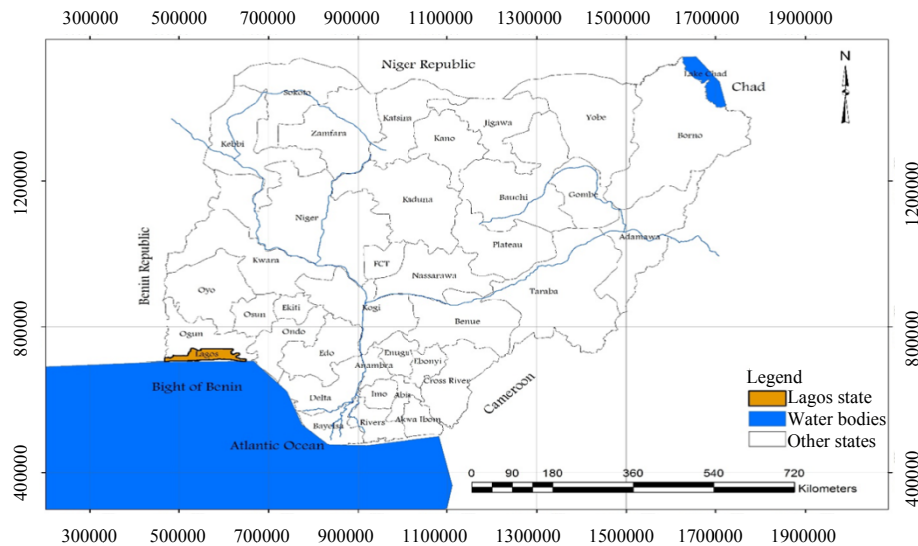 300000 500000 700000 900000 1100000 1300000 1500000 1700000 1900000
Niger Republic
N
Lake Chad
Chad
Sokoto
Katsina
Jigawa
Yobe
Zamfara
Kano
Borno
Kebbi
1200000
1200000
Kaduna
Bauchi
Gombe
Niger
Adamawa
Plateau
Benin Republic
Kwara
FCT
Nassarawa
Oyo
Taraba
Osun
Ekiti
Kogi
Benue
800000
800000
Ogun
Ondo
Lagos
Edo
Enugu
Ebonyi
Anambra
Cross River
Cameroon
Legend
Bight of Benin
Delta
Imo
Abia
Lagos state
Water bodies
Bayelsa
Rivers
Akwa Ibom
Other states
Atlantic Ocean
400000
400000
0 90 180 360 540 720
Kilometers
300000 500000 700000 900000 1100000 1300000 1500000 1700000 1900000